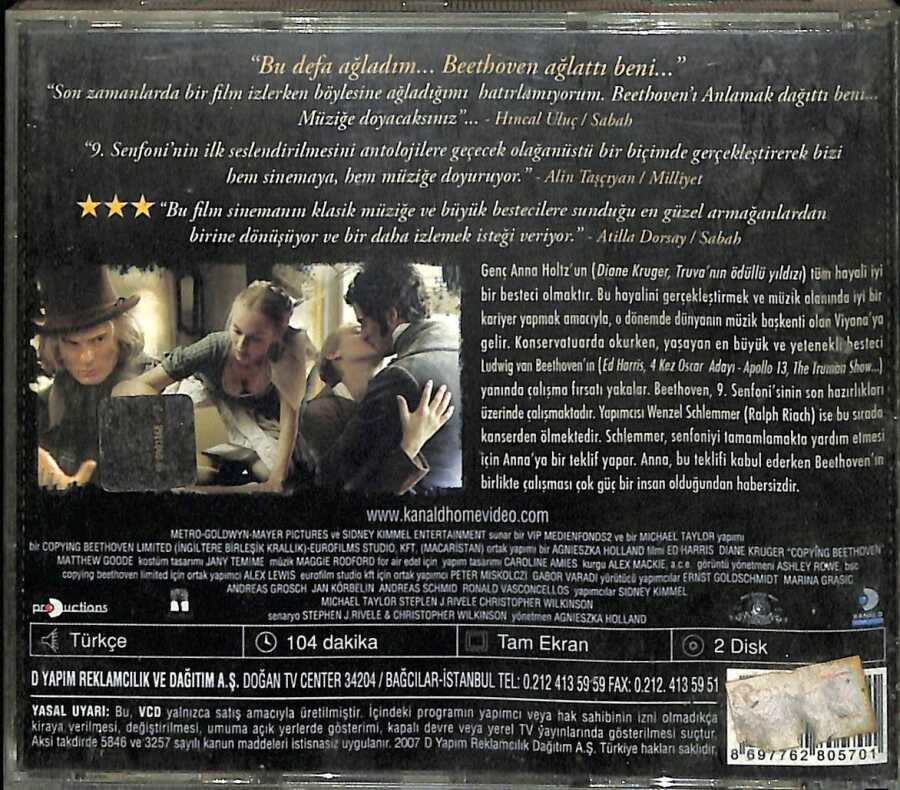 “Bu defa ağladım... Beethoven ağlattı beni...”
“Son zamanlarda bir film izlerken böylesine ağladığımı hatırlamıyorum. Beethoven'ı Anlamak dağıttı beni...
Müziğe doyacaksınız”... - Hıncal Uluç / Sabah
“9. Senfoni'nin ilk seslendirilmesini antolojilere geçecek olağanüstü bir biçimde gerçekleştirerek bizi
hem sinemaya, hem müziğe doyuruyor.” - Alin Taşçıyan / Milliyet
“Bu film sinemanın klasik müziğe ve büyük bestecilere sunduğu en güzel armağanlardan
birine dönüşüyor ve bir daha izlemek isteği veriyor.” - Atilla Dorsay / Sabah
Genç Anna Holtz'un (Diane Kruger, Truva'nın ödüllü yıldızı) tüm hayali iyi
bir besteci olmaktır. Bu hayalini gerçekleştirmek ve müzik alanında iyi bir
kariyer yapmak amacıyla, o dönemde dünyanın müzik başkenti olan Viyana'ya
gelir. Konservatuarda okurken, yaşayan en büyük ve yetenekli besteci
Ludwig van Beethoven'in (Ed Harris, 4 Kez Oscar Adayı - Apollo 13, The Truman Show...)
yanında çalışma fırsatı yakalar. Beethoven, 9. Senfoni'sinin son hazırlıkları
üzerinde çalışmaktadır. Yapımcısı Wenzel Schlemmer (Ralph Riach) ise bu sırada
kanserden ölmektedir. Schlemmer, senfoniyi tamamlamakta yardım etmesi
için Anna'ya bir teklif yapar. Anna, bu teklifi kabul ederken Beethoven'in
birlikte çalışması çok güç bir insan olduğundan habersizdir.
www.kanaldhomevideo.com
METRO-GOLDWYN-MAYER PICTURES ve SIDNEY KIMMEL ENTERTAINMENT sunar bir VIP MEDIENFONDS2 ve bir MICHAEL TAYLOR yapımı
bir COPYING BEETHOVEN LIMITED (İNGİLTERE BİRLEŞİK KRALLIK)-EUROFILMS STUDIO, KFT, (MACARİSTAN) ortak yapımı bir AGNIESZKA HOLLAND filmi ED HARRIS DIANE KRUGER “COPYING BEETHOVEN”
MATTHEW GOODE kostüm tasarımı JANY TEMIME müzik MAGGIE RODFORD for air edel için yapım tasarımı CAROLINE AMIES kurgu ALEX MACKIE, a.c.e. görüntü yönetmeni ASHLEY ROWE, bsc
copying beethoven limited için ortak yapımcı ALEX LEWIS eurofilm studio kft için ortak yapımcı PETER MISKOLCZI GABOR VARADI yürütücü yapımcılar ERNST GOLDSCHMIDT MARINA GRASIC
ANDREAS GROSCH JAN KÖRBELIN ANDREAS SCHMID RONALD VASCONCELLOS yapımcılar SIDNEY KIMMEL
MICHAEL TAYLOR STEPLEN J.RIVELE CHRISTOPHER WILKINSON
senaryo STEPHEN J.RIVELE & CHRISTOPHER WILKINSON yönetmen AGNIESZKA HOLLAND
productions
KANAL D
Türkçe
104 dakika
Tam Ekran
2 Disk
D YAPIM REKLAMCILIK VE DAĞITIM A.Ş. DOĞAN TV CENTER 34204 / BAĞCILAR-İSTANBUL TEL: 0.212 413 59 59 FAX: 0.212. 413 59 51
YASAL UYARI: Bu, VCD yalnızca satış amacıyla üretilmiştir. İçindeki programın yapımcı veya hak sahibinin izni olmadıkça
kiraya verilmesi, değiştirilmesi, umuma açık yerlerde gösterimi, kapalı devre veya yerel TV yayınlarında gösterilmesi suçtur.
Aksi takdirde 5846 ve 3257 sayılı kanun maddeleri istisnasız uygulanır. 2007 D Yapım Reklamcılık Dağıtım A.Ş. Türkiye hakları saklıdır.
8 697762 805701